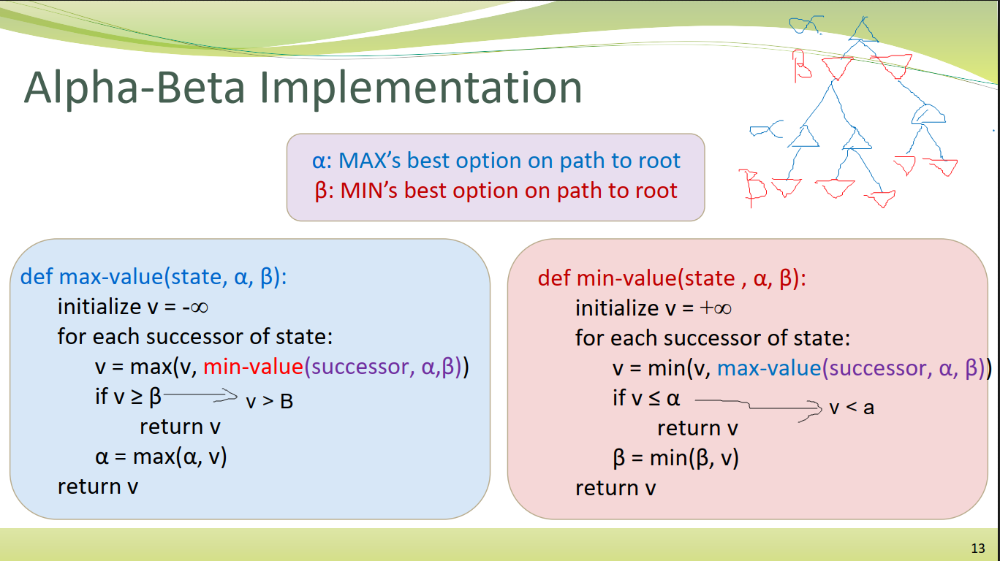 Alpha-Beta Implementation
α
β
α
β
α: MAX’s best option on path to root
β: MIN’s best option on path to root
def max-value(state, α, β):
initialize v = -∞
for each successor of state:
v = max(v, min-value(successor, α,β))
if v ≥ β
v > B
return v
α = max(α, v)
return v
def min-value(state , α, β):
initialize v = +∞
for each successor of state:
v = min(v, max-value(successor, α, β))
if v ≤ α
v < a
return v
β = min(β, v)
return v
13